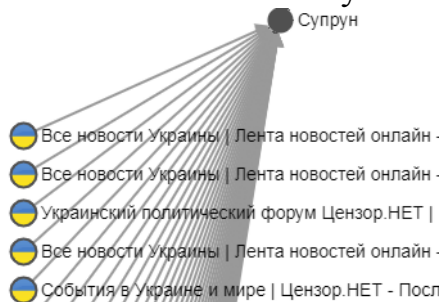 Супрун
Все новости Украины | Лента новостей онлайн -
Все новости Украины | Лента новостей онлайн -
Украинский политический форум Цензор.НЕТ |
Все новости Украины | Лента новостей онлайн -
События в Украине и мире | Цензор.НЕТ - Посл